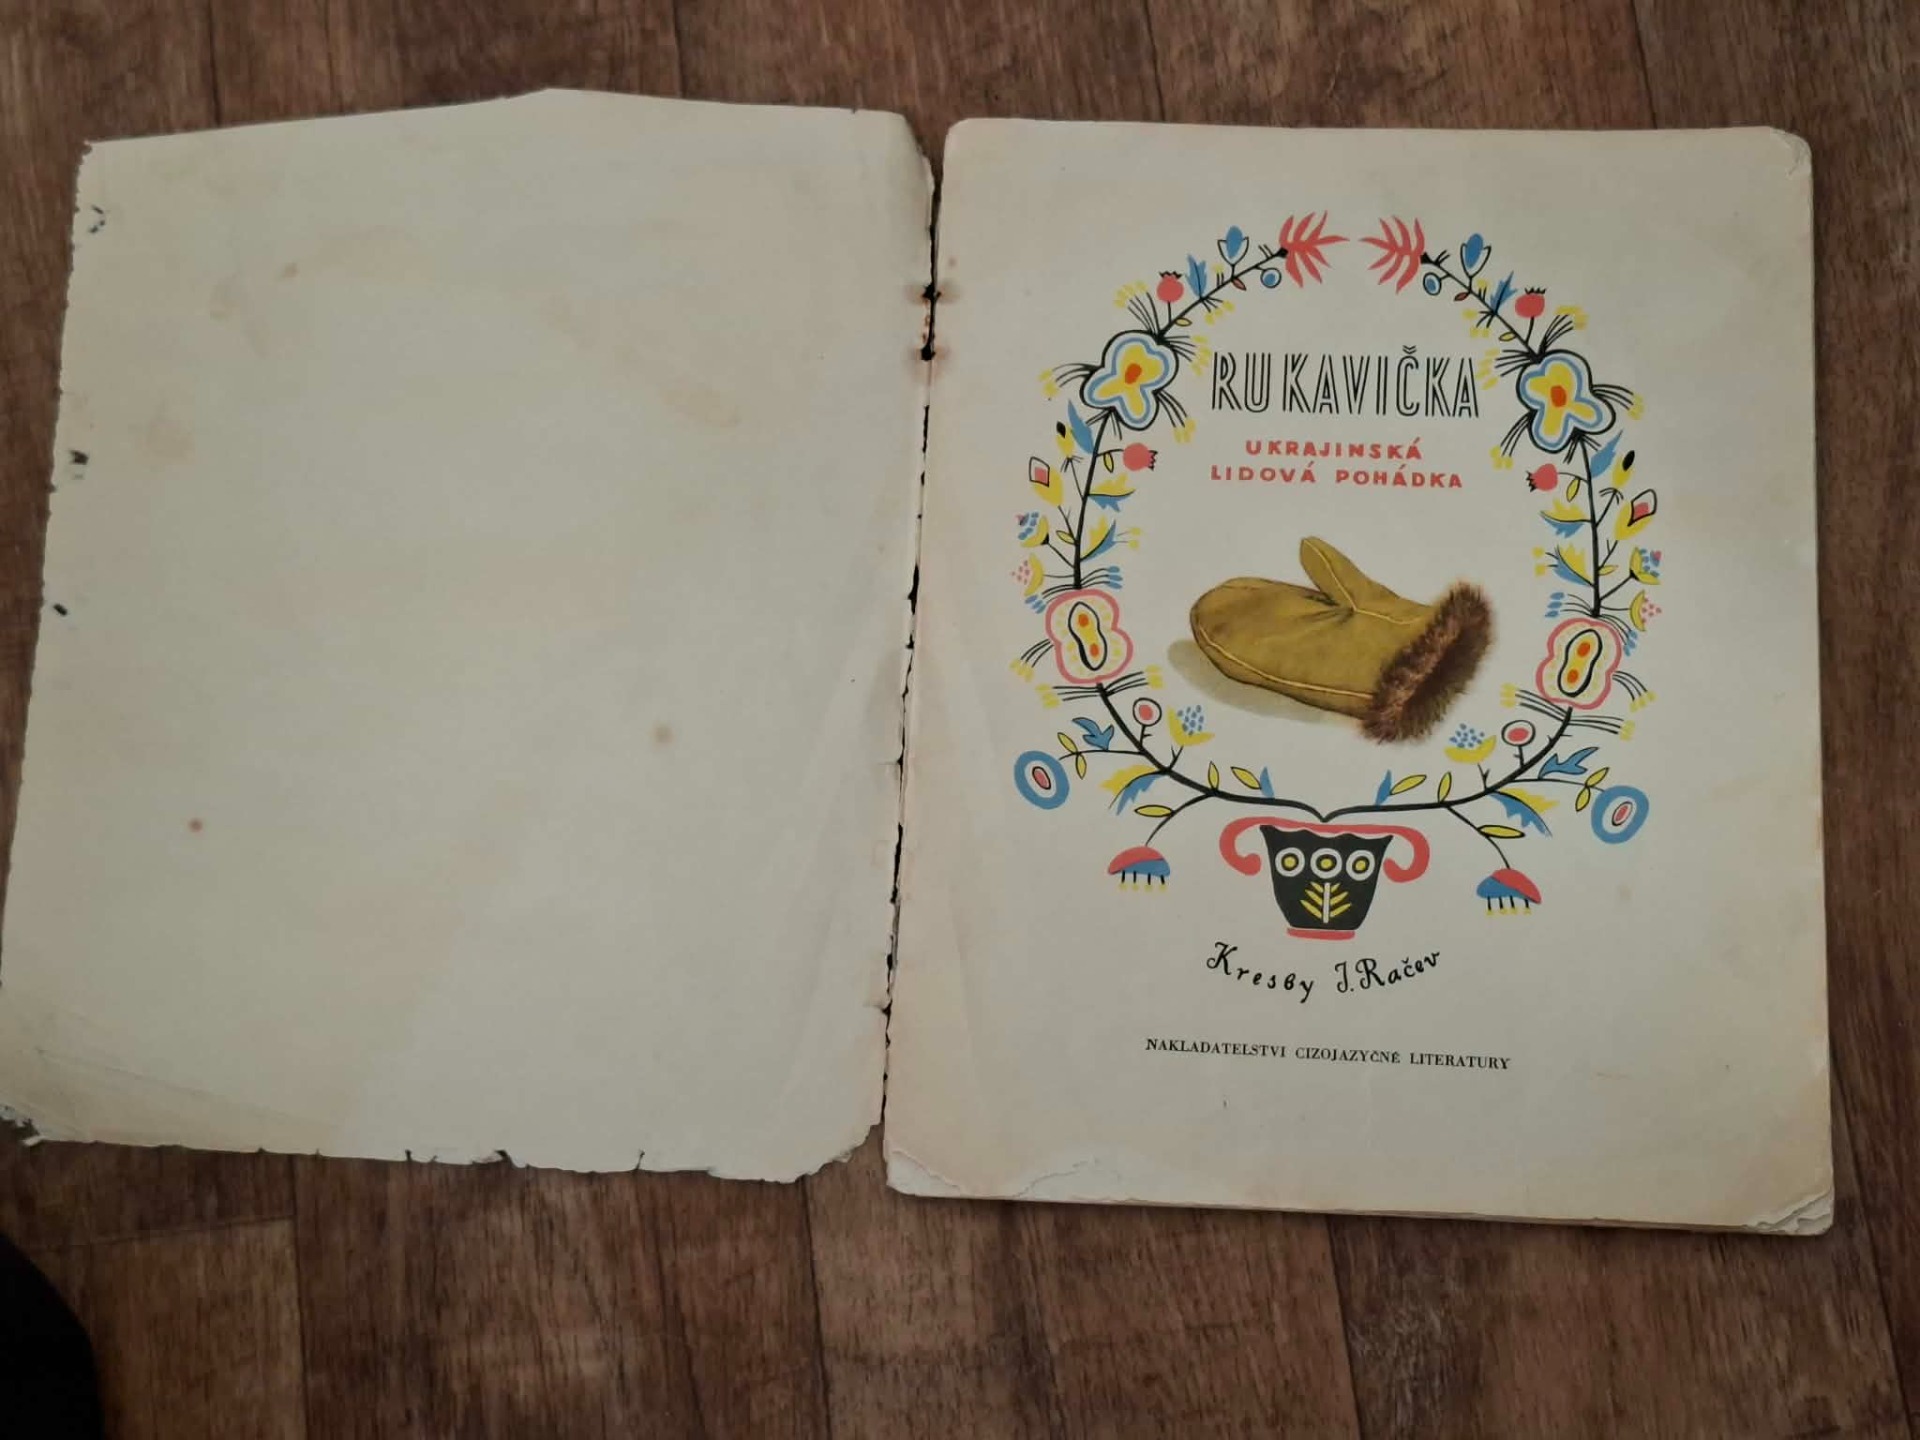 RUKAVIČKA
UKRAJINSKÁ
LIDOVÁ POHÁDKA
Kresby J. Račev
NAKLADATELSTVI CIZOJAZYČNÉ LITERATURY